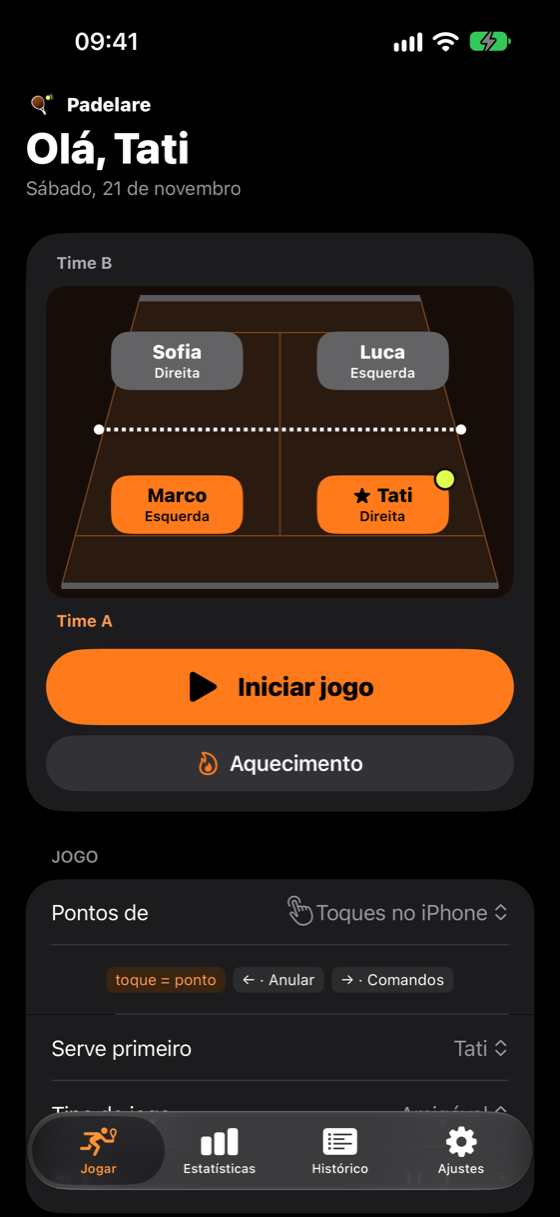 09:41
Padelare
Olá, Tati
Sábado, 21 de novembro
Time B
Sofia
Direita
Luca
Esquerda
Marco
Esquerda
★ Tati
Direita
Time A
Iniciar jogo
Aquecimento
JOGO
Pontos de
Toques no iPhone
toque = ponto
← · Anular
→ · Comandos
Serve primeiro
Tati
Jogar
Estatísticas
Histórico
Ajustes